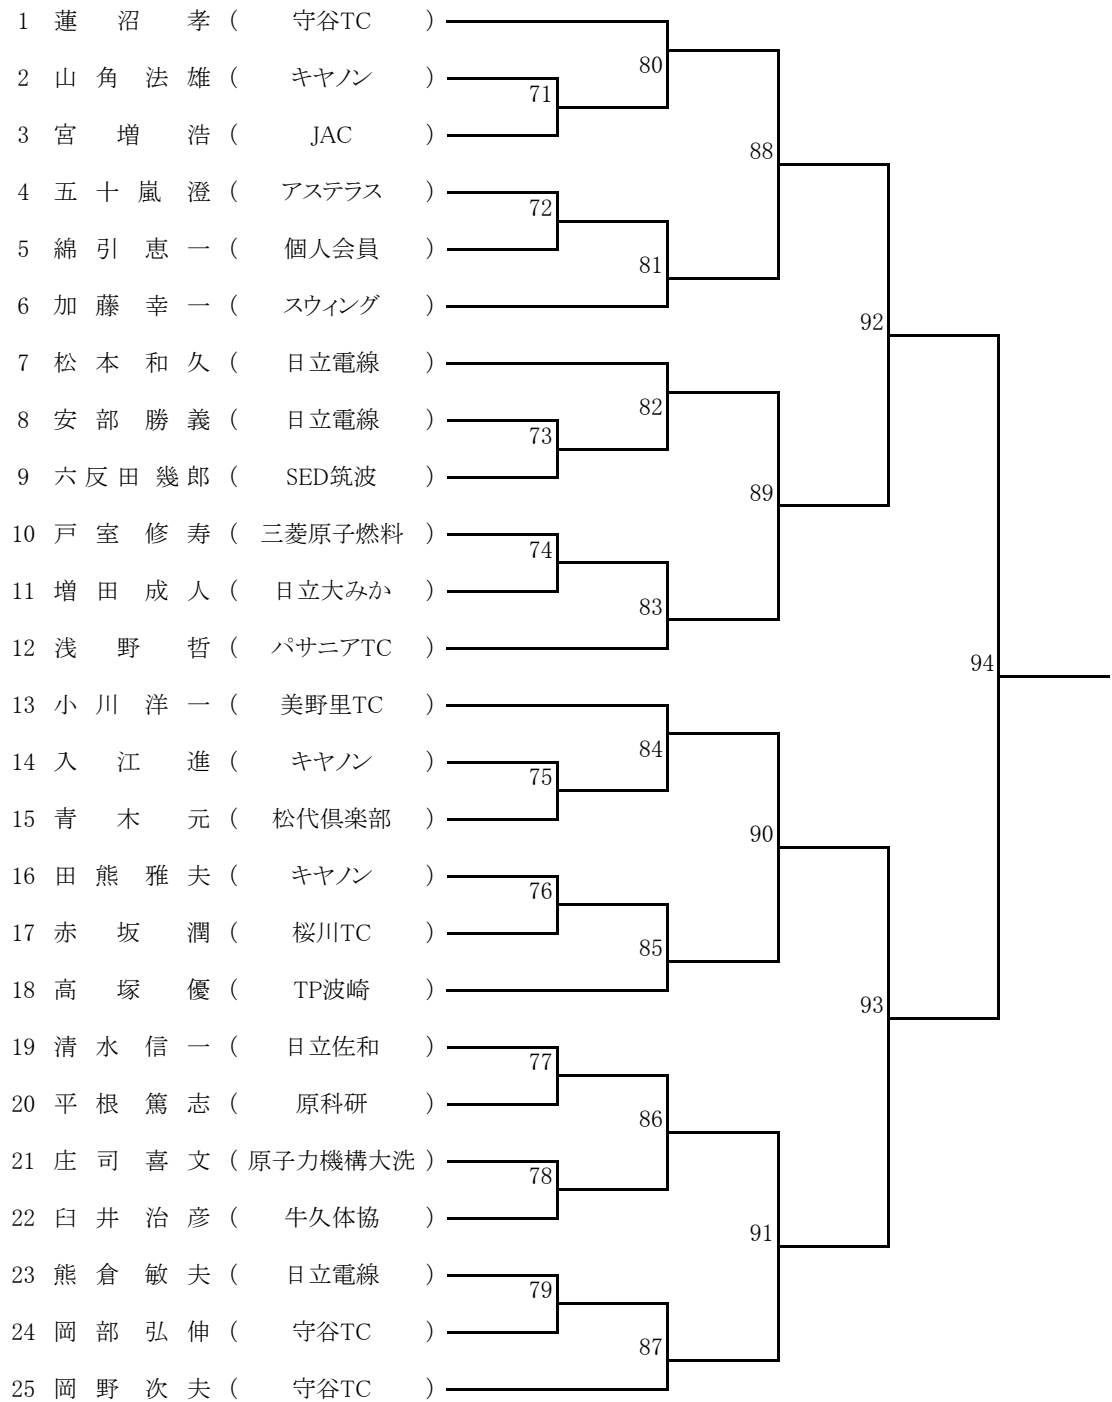 1 蓮沼孝 ( 守谷TC )
80
2 山角法雄 ( キヤノン )
71
3 宮増浩 ( JAC )
88
4 五十嵐澄 ( アステラス )
72
5 綿引恵一 ( 個人会員 )
81
6 加藤幸一 ( スウィング )
92
7 松本和久 ( 日立電線 )
82
8 安部勝義 ( 日立電線 )
73
9 六反田幾郎 ( SED筑波 )
89
10 戸室修寿 ( 三菱原子燃料 )
74
11 増田成人 ( 日立大みか )
83
12 浅野哲 ( パサニアTC )
94
13 小川洋一 ( 美野里TC )
84
14 入江進 ( キヤノン )
75
15 青木元 ( 松代倶楽部 )
90
16 田熊雅夫 ( キヤノン )
76
17 赤坂潤 ( 桜川TC )
85
18 高塚優 ( TP波崎 )
93
19 清水信一 ( 日立佐和 )
77
20 平根篤志 ( 原科研 )
86
21 庄司喜文 ( 原子力機構大洗 )
78
22 臼井治彦 ( 牛久体協 )
91
23 熊倉敏夫 ( 日立電線 )
79
24 岡部弘伸 ( 守谷TC )
87
25 岡野次夫 ( 守谷TC )